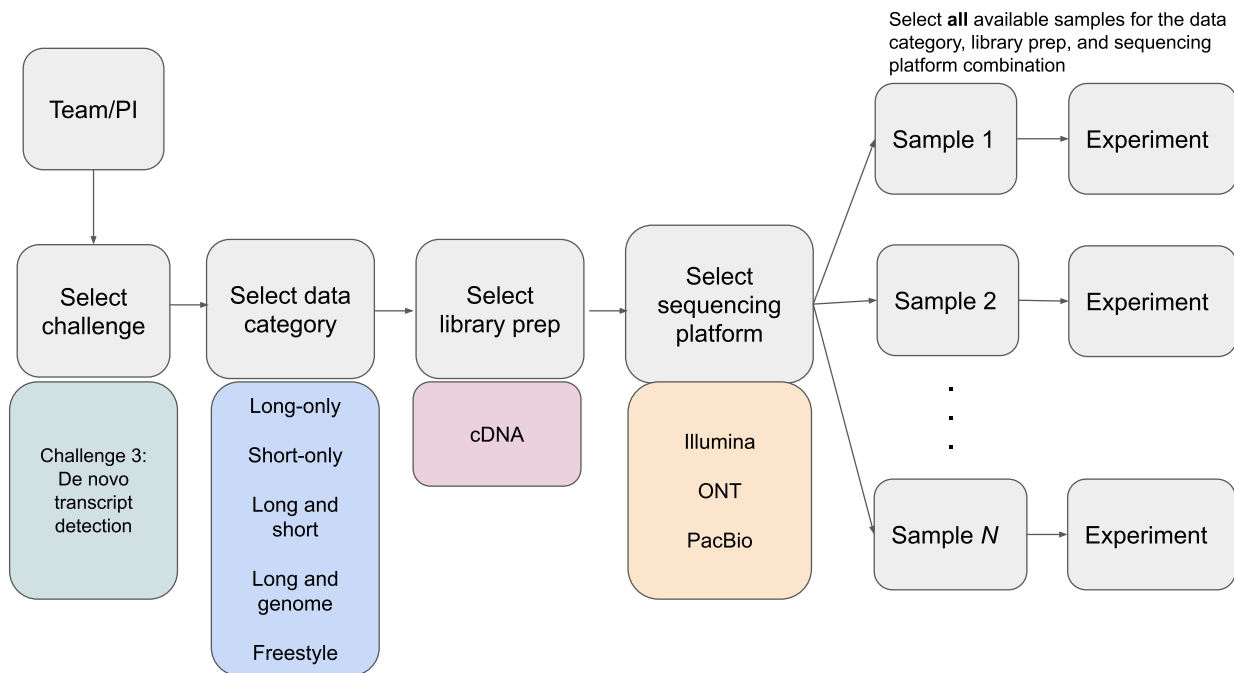 Select all available samples for the data
category, library prep, and sequencing
platform combination
Team/PI
Sample 1
Experiment
Select
challenge
Select data
category
Select
library prep
Select
sequencing
platform
Sample 2
Experiment
Challenge 3:
De novo
transcript
detection
Long-only
Short-only
Long and
short
Long and
genome
Freestyle
cDNA
Illumina
ONT
PacBio
Sample N
Experiment